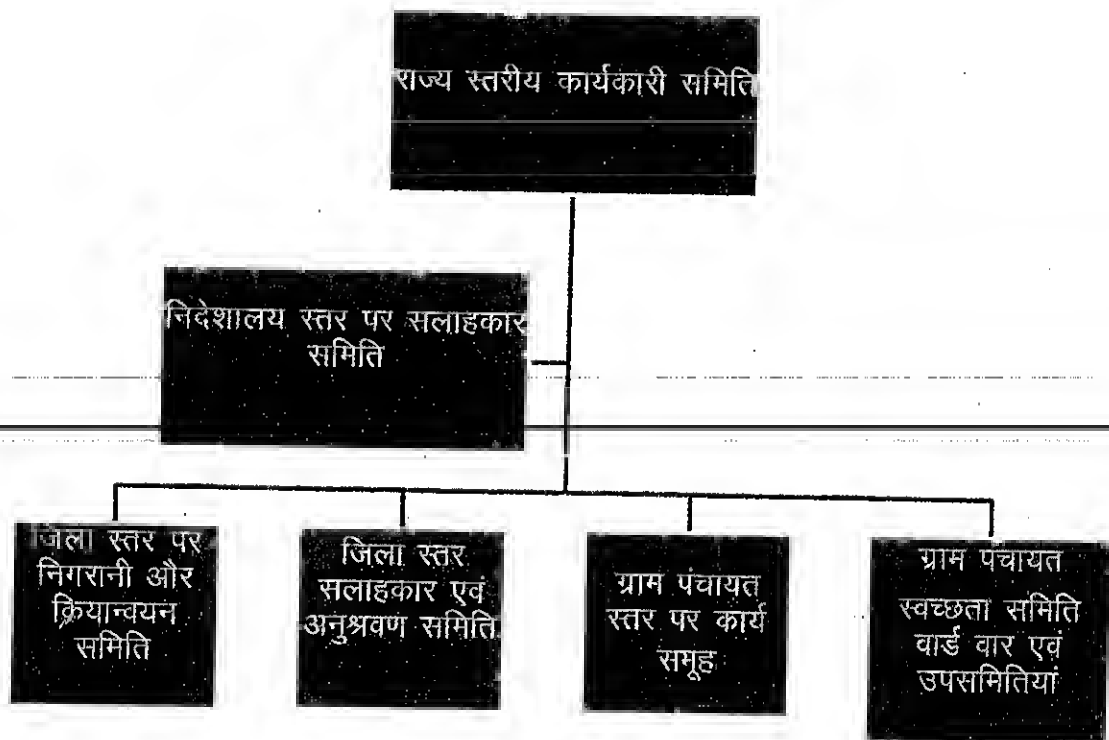 राज्य स्तरीय कार्यकारी समिति
निदेशालय स्तर पर सलाहकार
समिति
जिला स्तर पर
निगरानी और
क्रियान्वयन
समिति
जिला स्तर
सलाहकार एवं
अनुश्रवण समिति
ग्राम पंचायत
स्तर पर कार्य
समूह
ग्राम पंचायत
स्वच्छता समिति
वार्ड वार एवं
उपसमितियां